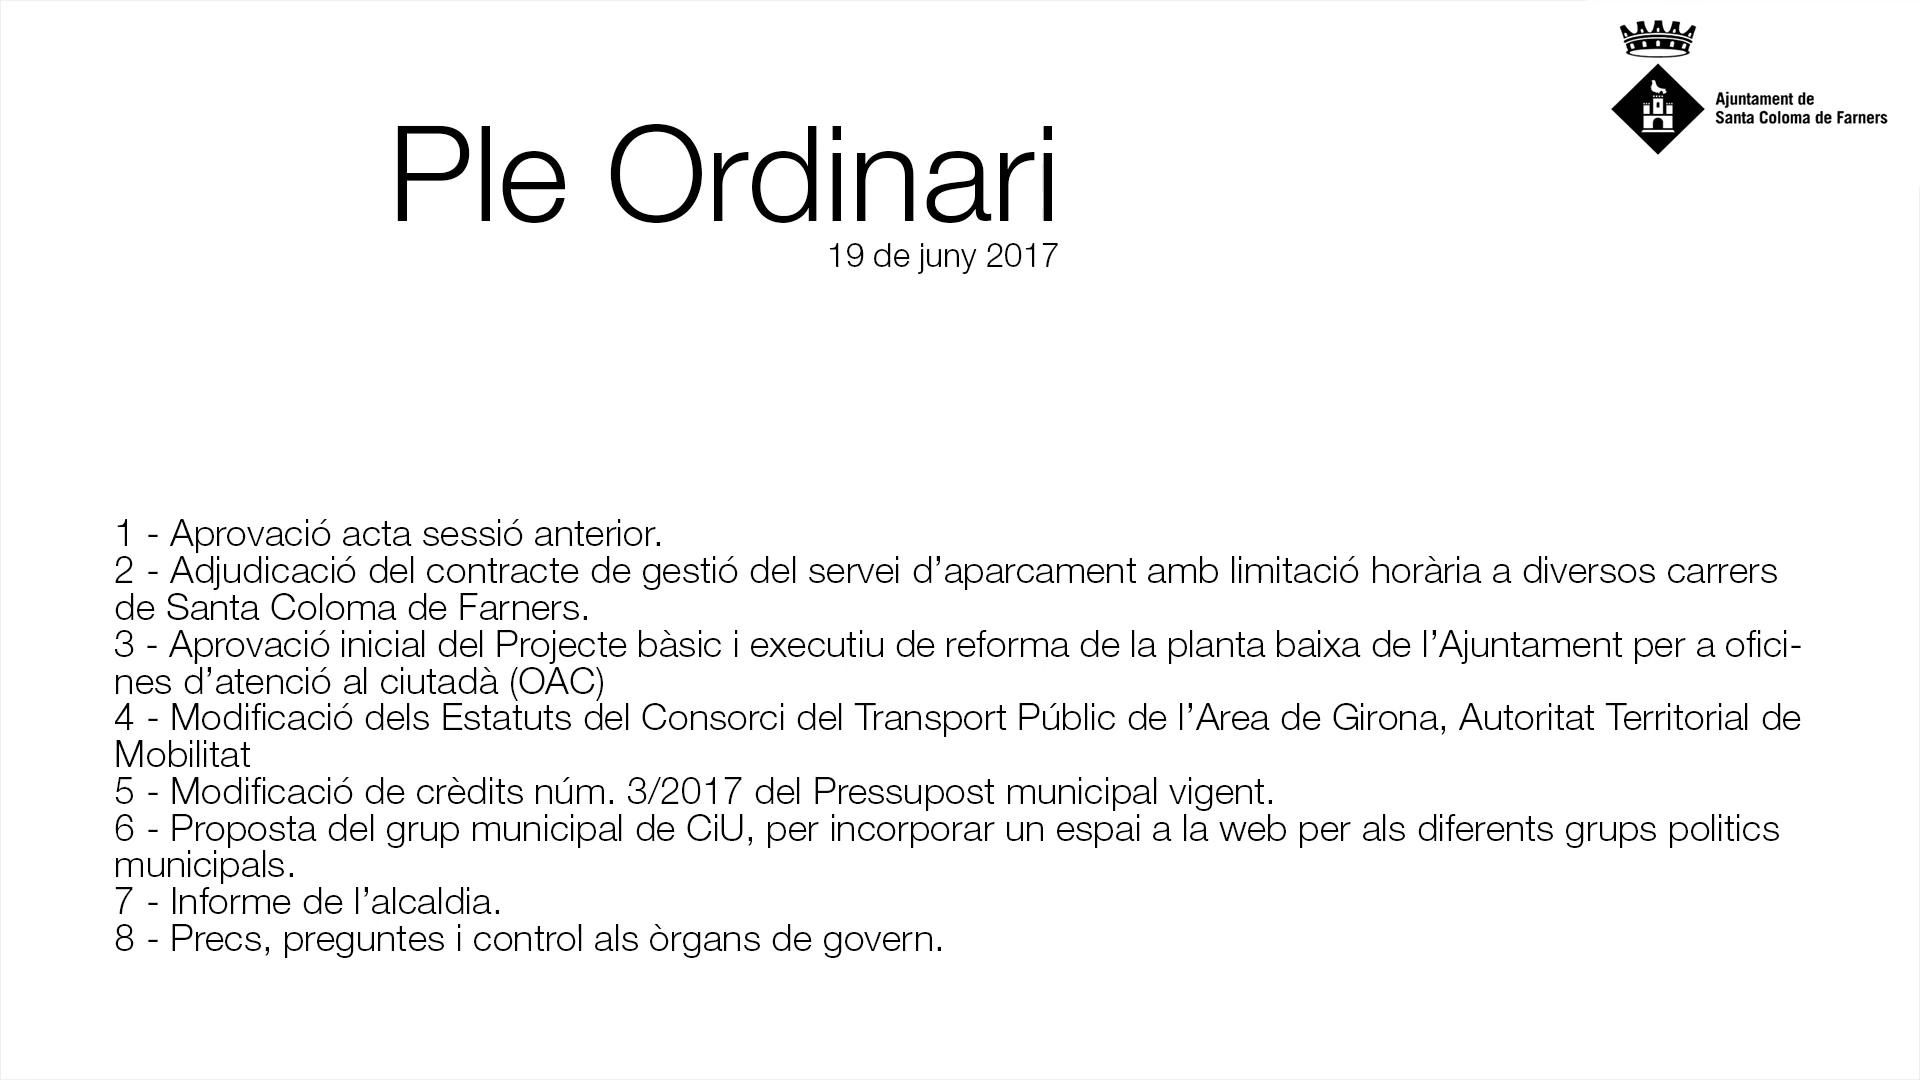 Ajuntament de
Santa Coloma de Farners
Ple Ordinari
19 de juny 2017
1 - Aprovació acta sessió anterior.
2 - Adjudicació del contracte de gestió del servei d’aparcament amb limitació horària a diversos carrers
de Santa Coloma de Farners.
3 - Aprovació inicial del Projecte bàsic i executiu de reforma de la planta baixa de l’Ajuntament per a ofici-
nes d’atenció al ciutadà (OAC)
4 - Modificació dels Estatuts del Consorci del Transport Públic de l’Area de Girona, Autoritat Territorial de
Mobilitat
5 - Modificació de crèdits núm. 3/2017 del Pressupost municipal vigent.
6 - Proposta del grup municipal de CiU, per incorporar un espai a la web per als diferents grups politics
municipals.
7 - Informe de l’alcaldia.
8 - Precs, preguntes i control als òrgans de govern.